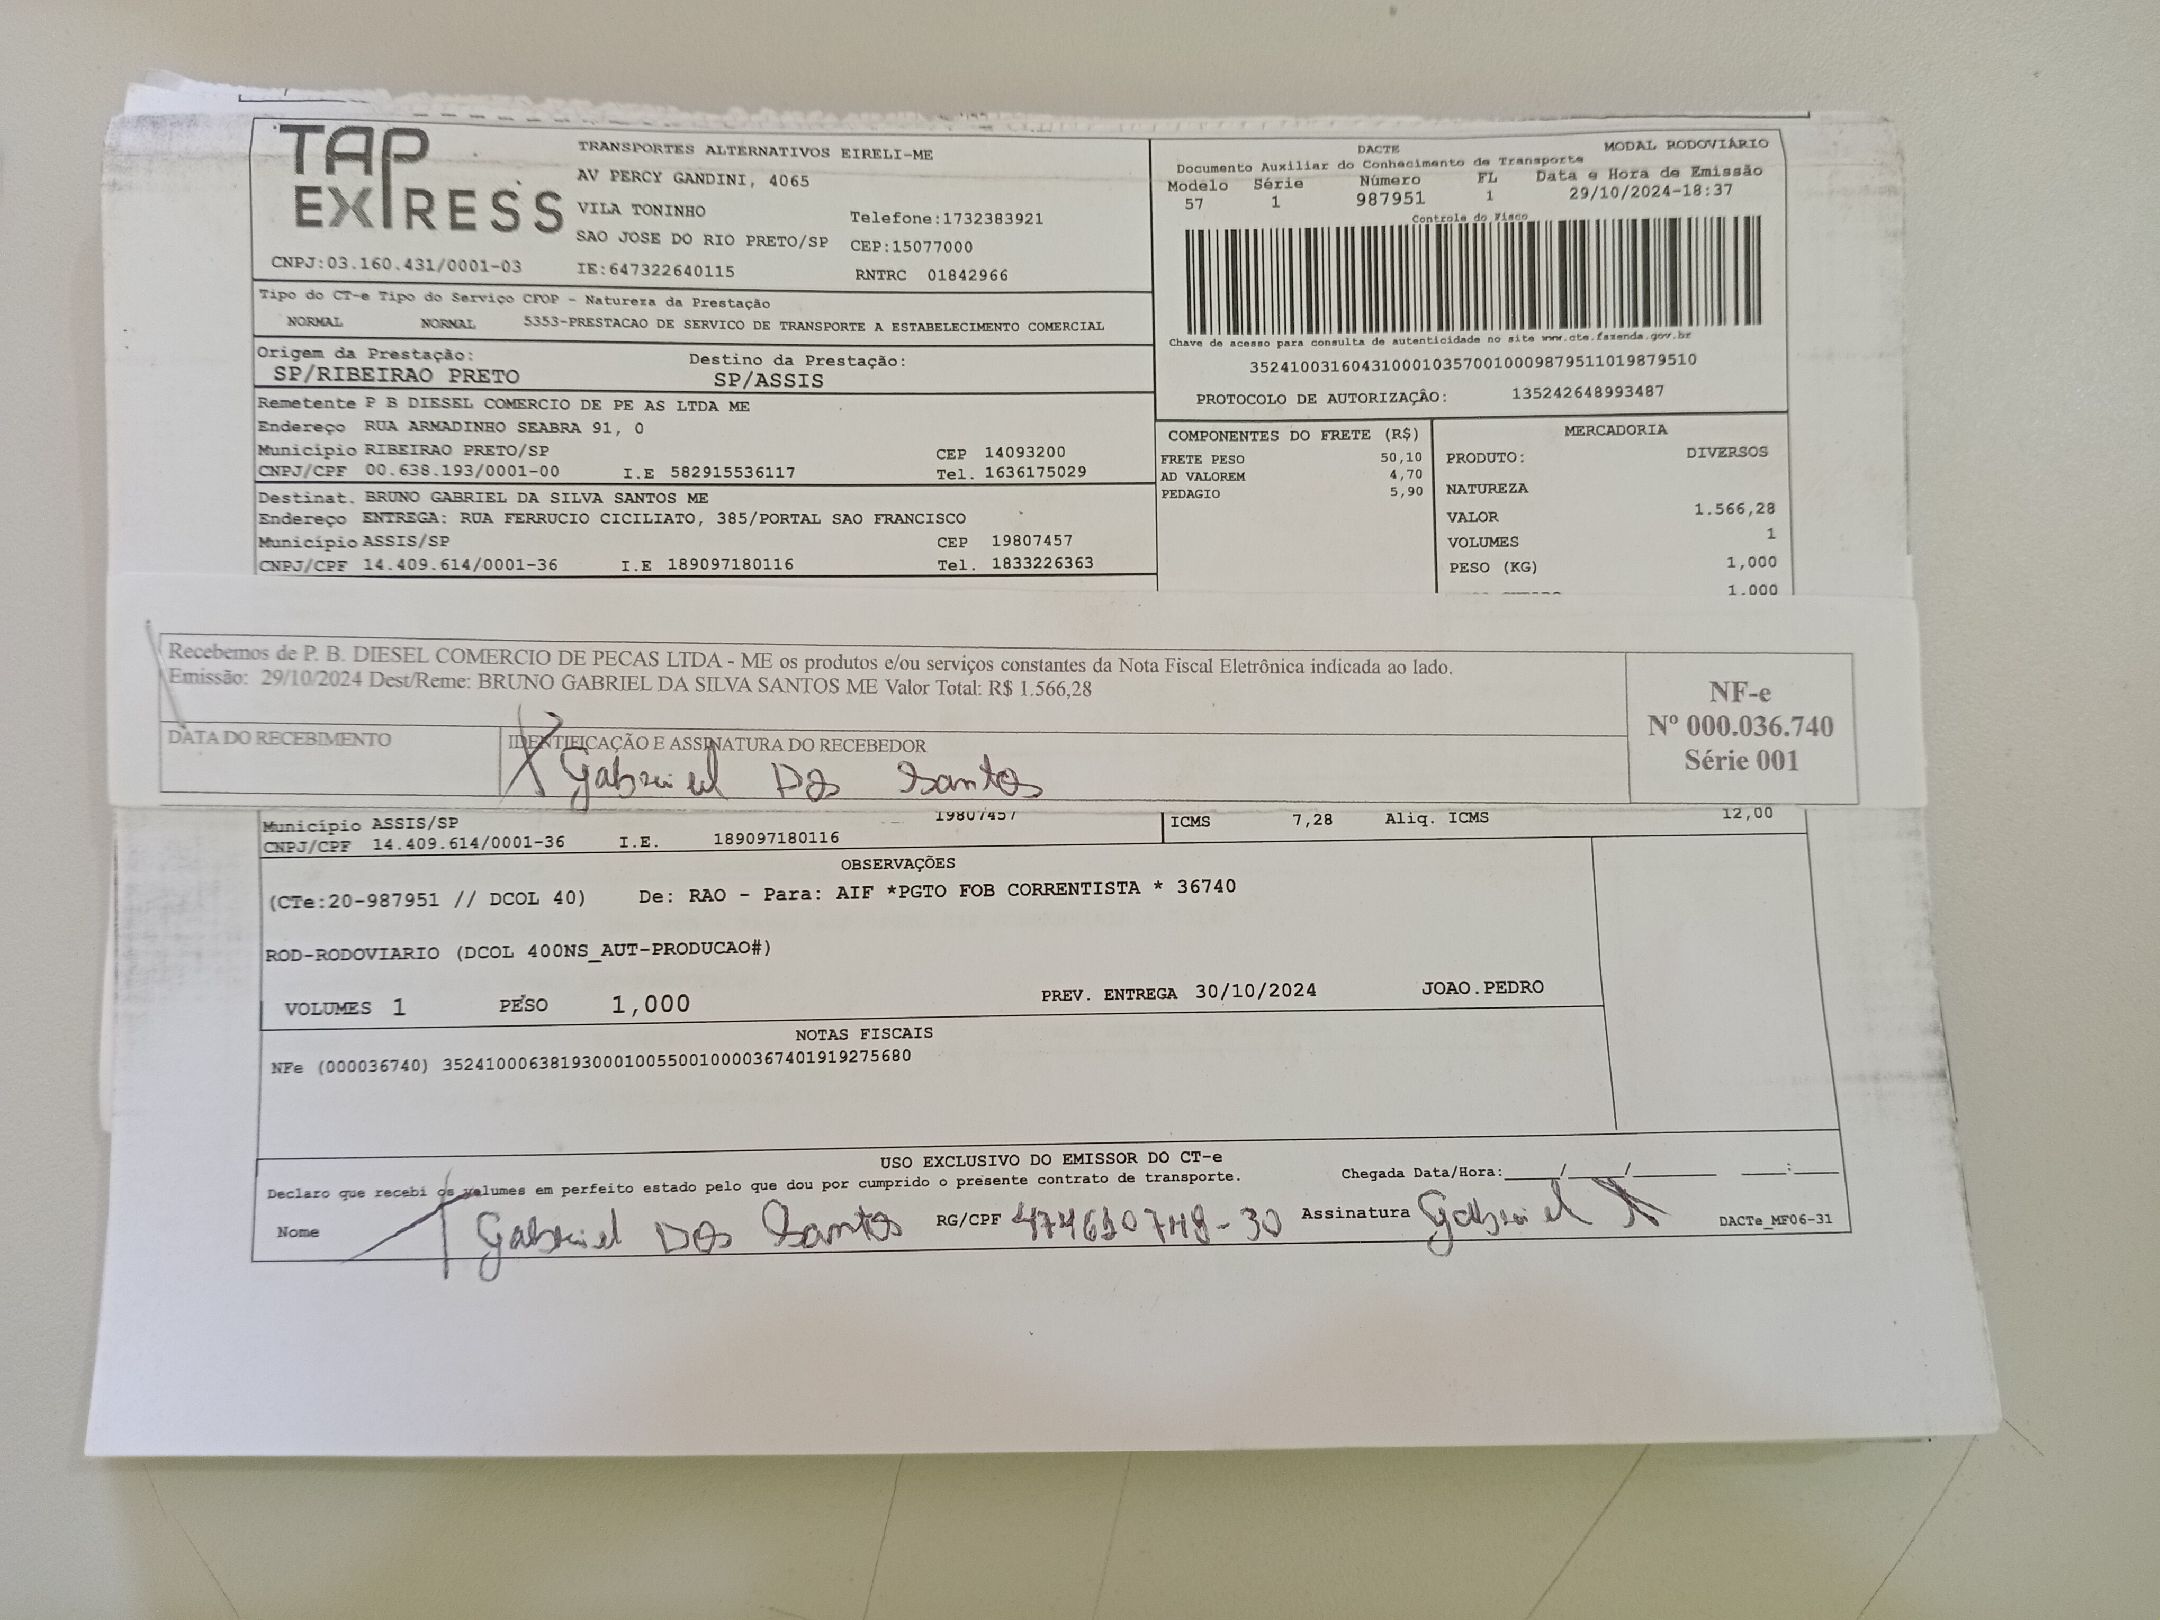 TAP EXPRESS
TRANSPORTES ALTERNATIVOS EIRELI-ME
AV PERCY GANDINI, 4065
VILA TONINHO
Telefone:1732383921
SAO JOSE DO RIO PRETO/SP CEP:15077000
CNPJ:03.160.431/0001-03 IE:647322640115 RNTRC 01842966
DACTE MODAL RODOVIÁRIO
Documento Auxiliar do Conhecimento de Transporte
Modelo Série Número FL Data e Hora de Emissão
57 1 987951 1 29/10/2024-18:37
Controle do Fisco
Chave de acesso para consulta de autenticidade no site www.cte.fazenda.gov.br
35241003160431000103570010009879511019879510
PROTOCOLO DE AUTORIZAÇÃO: 135242648993487
Tipo do CT-e Tipo do Serviço CFOP - Natureza da Prestação
NORMAL NORMAL 5353-PRESTACAO DE SERVICO DE TRANSPORTE A ESTABELECIMENTO COMERCIAL
Origem da Prestação: Destino da Prestação:
SP/RIBEIRAO PRETO SP/ASSIS
Remetente P B DIESEL COMERCIO DE PE AS LTDA ME
Endereço RUA ARMADINHO SEABRA 91, 0
Município RIBEIRAO PRETO/SP CEP 14093200
CNPJ/CPF 00.638.193/0001-00 I.E 582915536117 Tel. 1636175029
Destinat. BRUNO GABRIEL DA SILVA SANTOS ME
Endereço ENTREGA: RUA FERRUCIO CICILIATO, 385/PORTAL SAO FRANCISCO
Município ASSIS/SP CEP 19807457
CNPJ/CPF 14.409.614/0001-36 I.E 189097180116 Tel. 1833226363
COMPONENTES DO FRETE (R$)
FRETE PESO 50,10
AD VALOREM 4,70
PEDAGIO 5,90
MERCADORIA
PRODUTO: DIVERSOS
NATUREZA
VALOR 1.566,28
VOLUMES 1
PESO (KG) 1,000
1.000
Recebemos de P. B. DIESEL COMERCIO DE PECAS LTDA - ME os produtos e/ou serviços constantes da Nota Fiscal Eletrônica indicada ao lado.
Emissão: 29/10/2024 Dest/Reme: BRUNO GABRIEL DA SILVA SANTOS ME Valor Total: R$ 1.566,28
DATA DO RECEBIMENTO
IDENTIFICAÇÃO E ASSINATURA DO RECEBEDOR
Gabriel Dos Santos
NF-e
Nº 000.036.740
Série 001
Município ASSIS/SP 19807457
CNPJ/CPF 14.409.614/0001-36 I.E. 189097180116
ICMS 7,28 Aliq. ICMS 12,00
OBSERVAÇÕES
(CTe:20-987951 // DCOL 40) De: RAO - Para: AIF *PGTO FOB CORRENTISTA * 36740
ROD-RODOVIARIO (DCOL 400NS_AUT-PRODUCAO#)
VOLUMES 1 PESO 1,000 PREV. ENTREGA 30/10/2024 JOAO.PEDRO
NOTAS FISCAIS
NFe (000036740) 35241000638193000100550010000367401919275680
USO EXCLUSIVO DO EMISSOR DO CT-e
Declaro que recebi os volumes em perfeito estado pelo que dou por cumprido o presente contrato de transporte.
Chegada Data/Hora:____/____/______ ___:___
Nome Gabriel Dos Santos RG/CPF 474610748-30 Assinatura Gabriel
DACTe_MF06-31